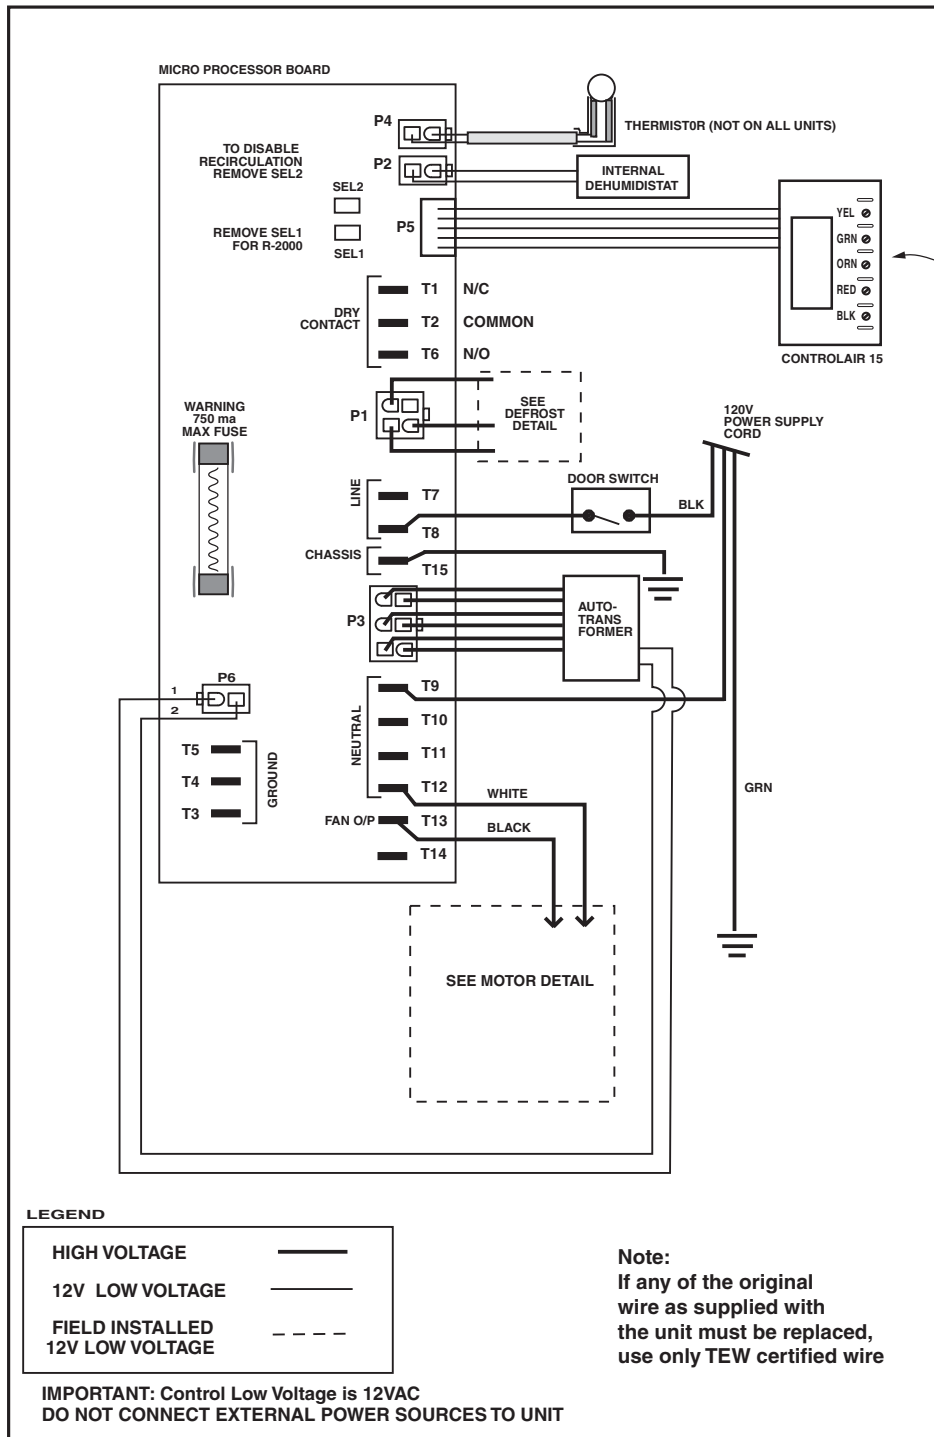 MICRO PROCESSOR BOARD
P4
THERMIST0R (NOT ON ALL UNITS)
TO DISABLE
RECIRCULATION
REMOVE SEL2
P2
INTERNAL
DEHUMIDISTAT
SEL2
REMOVE SEL1
FOR R-2000
SEL1
P5
YEL
GRN
ORN
RED
BLK
CONTROLAIR 15
DRY
CONTACT
T1 N/C
T2 COMMON
T6 N/O
P1
SEE
DEFROST
DETAIL
WARNING
750 ma
MAX FUSE
120V
POWER SUPPLY
CORD
LINE
T7
T8
DOOR SWITCH
BLK
CHASSIS
T15
P3
AUTO-
TRANS
FORMER
P6
1
2
NEUTRAL
T9
T10
T11
T12
T5
T4
T3
GROUND
WHITE
GRN
FAN O/P
T13
BLACK
T14
SEE MOTOR DETAIL
LEGEND
HIGH VOLTAGE
12V LOW VOLTAGE
FIELD INSTALLED
12V LOW VOLTAGE
Note:
If any of the original
wire as supplied with
the unit must be replaced,
use only TEW certified wire
IMPORTANT: Control Low Voltage is 12VAC
DO NOT CONNECT EXTERNAL POWER SOURCES TO UNIT